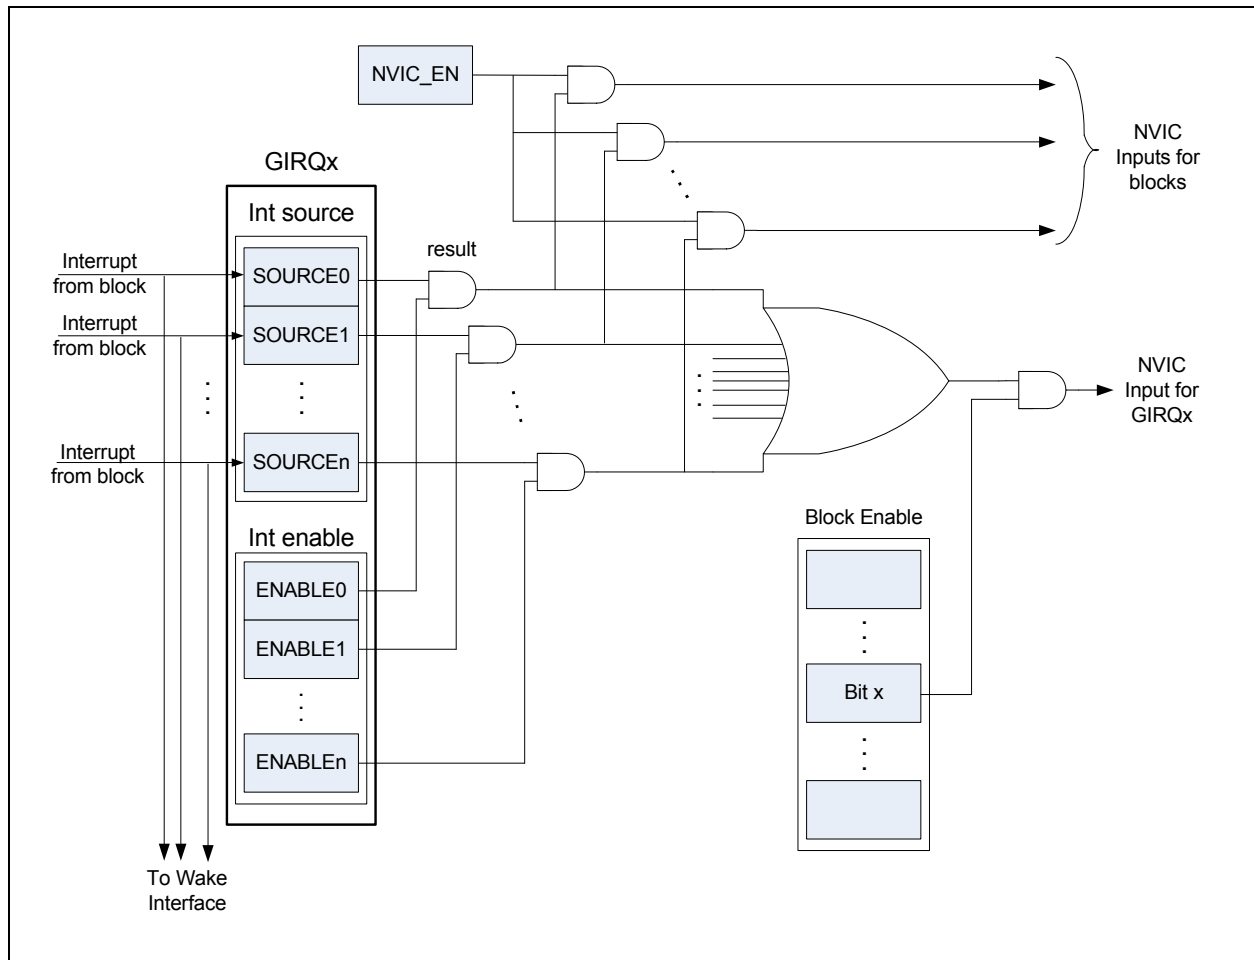 NVIC_EN
NVIC
Inputs for
blocks
GIRQx
Int source
result
Interrupt
from block
SOURCE0
Interrupt
from block
SOURCE1
Interrupt
from block
SOURCEn
NVIC
Input for
GIRQx
Int enable
ENABLE0
ENABLE1
ENABLEn
Block Enable
Bit x
To Wake
Interface